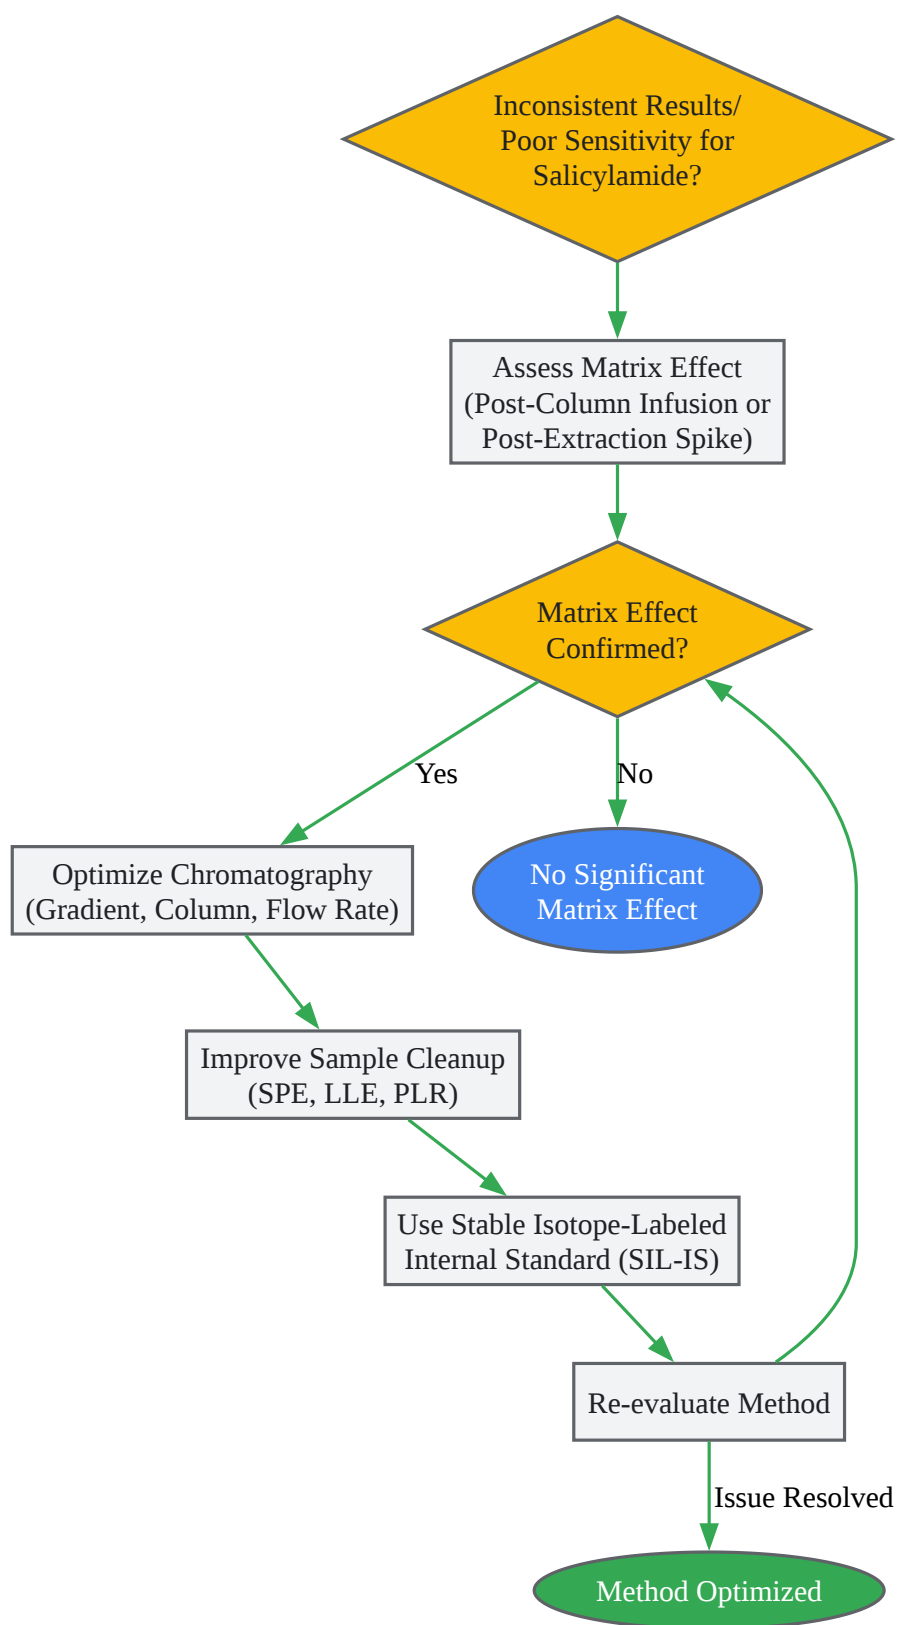 Inconsistent Results/
Poor Sensitivity for
Salicylamide?
Assess Matrix Effect
(Post-Column Infusion or
Post-Extraction Spike)
Matrix Effect
Confirmed?
Yes
No
Optimize Chromatography
(Gradient, Column, Flow Rate)
No Significant
Matrix Effect
Improve Sample Cleanup
(SPE, LLE, PLR)
Use Stable Isotope-Labeled
Internal Standard (SIL-IS)
Re-evaluate Method
Issue Resolved
Method Optimized